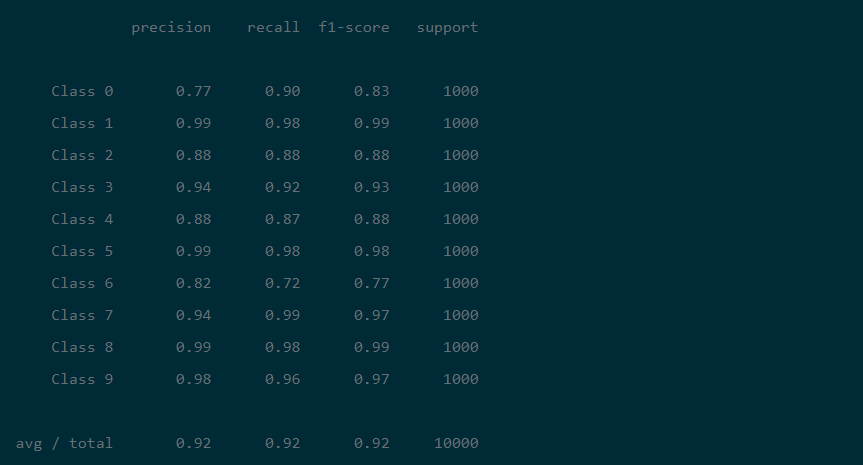 precision recall f1-score support
Class 0 0.77 0.90 0.83 1000
Class 1 0.99 0.98 0.99 1000
Class 2 0.88 0.88 0.88 1000
Class 3 0.94 0.92 0.93 1000
Class 4 0.88 0.87 0.88 1000
Class 5 0.99 0.98 0.98 1000
Class 6 0.82 0.72 0.77 1000
Class 7 0.94 0.99 0.97 1000
Class 8 0.99 0.98 0.99 1000
Class 9 0.98 0.96 0.97 1000
avg / total 0.92 0.92 0.92 10000